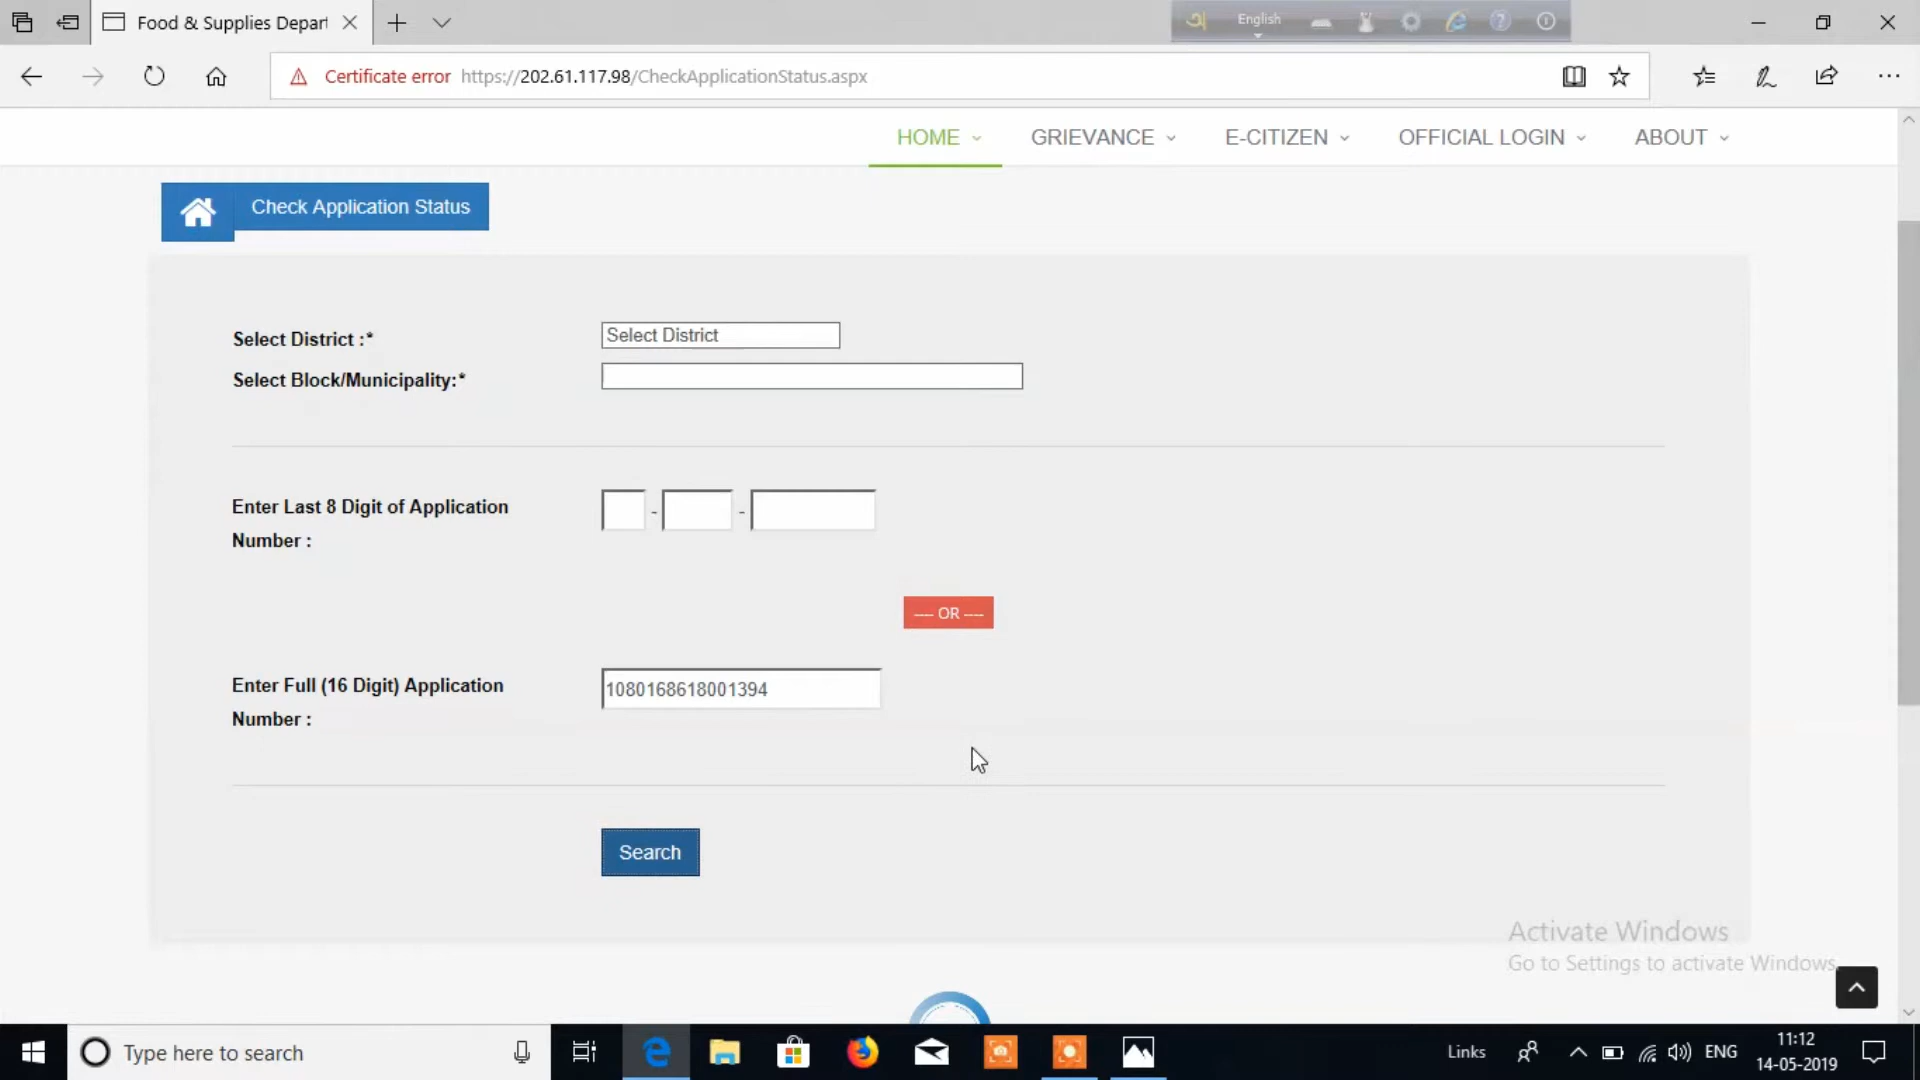 Food & Supplies Depart
English
Certificate error https://202.61.117.98/CheckApplicationStatus.aspx
HOME GRIEVANCE E-CITIZEN OFFICIAL LOGIN ABOUT
Check Application Status
Select District :* Select District
Select Block/Municipality:*
Enter Last 8 Digit of Application
Number : - -
---- OR ----
Enter Full (16 Digit) Application
Number : 1080168618001394
Search
Activate Windows
Go to Settings to activate Windows.
Type here to search
Links ENG
11:12
14-05-2019